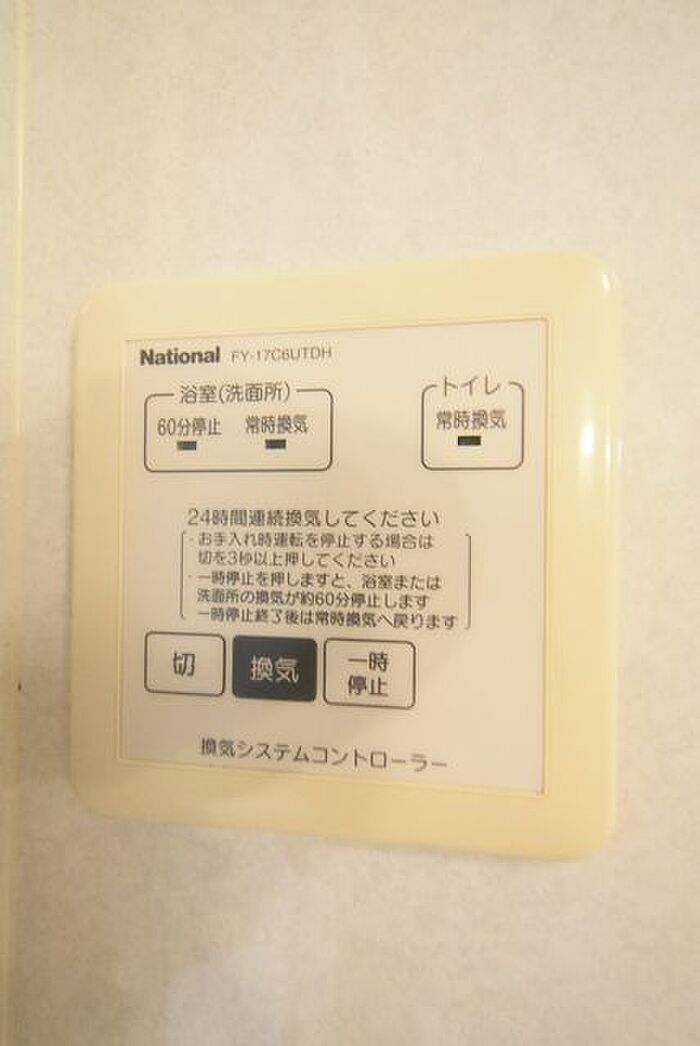 National FY-17C6UTDH
浴室(洗面所)
トイレ
60分停止 常時換気
常時換気
24時間連続換気してください
・お手入れ時運転を停止する場合は
切を3秒以上押してください
・一時停止を押しますと、浴室または
洗面所の換気が約60分停止します
一時停止終了後は常時換気へ戻ります
切
換気
一時
停止
換気システムコントローラー